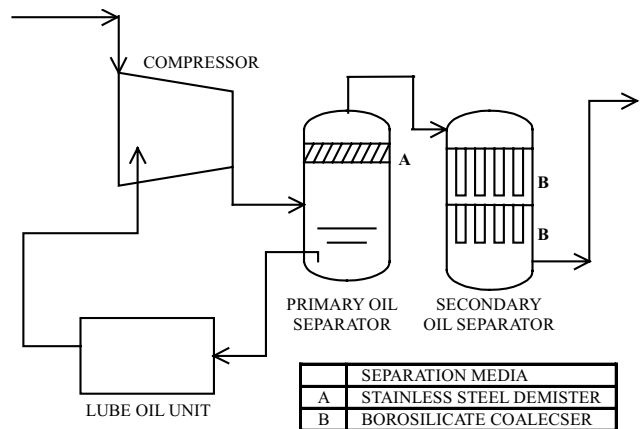 COMPRESSOR
A
B
B
PRIMARY OIL
SEPARATOR
SECONDARY
OIL SEPARATOR
LUBE OIL UNIT
SEPARATION MEDIA
A STAINLESS STEEL DEMISTER
B BOROSILICATE COALECSER